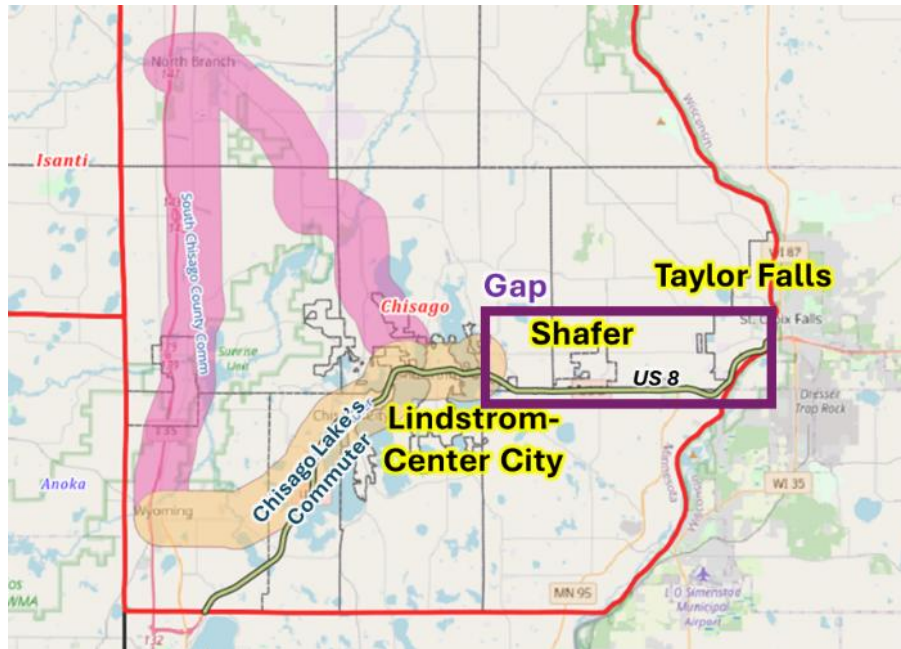 North Branch
Wisconsin
Isanti
South Chisago County Comm
WI 87
Taylor Falls
Gap
Chisago
St. Croix Falls
Shafer
Sunrise
Unit
US 8
Dresser
Trap Rock
Lindstrom-
Center City
Chisago Lake's
Commuter
I 35
Anoka
Wyoming
Minnesota
Wisconsin
WI 35
WMA
MN 95
L O Simenstad
Municipal
Airport
132